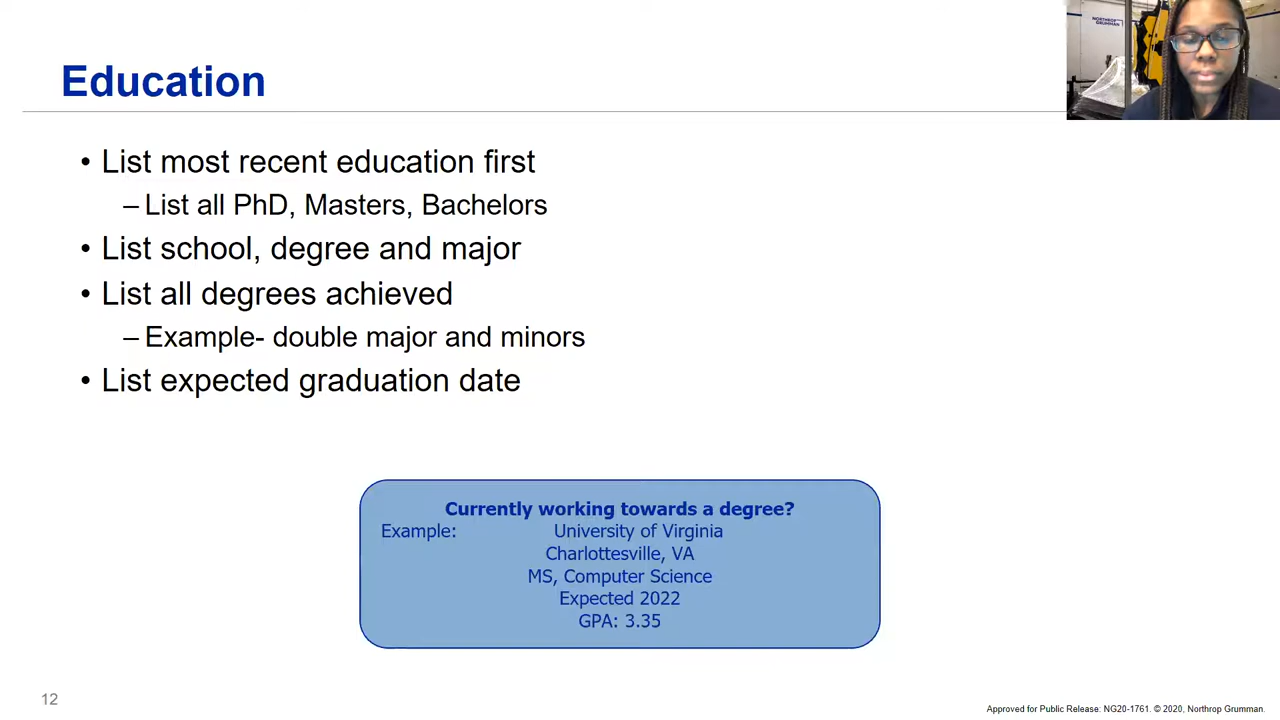 NORTHROP
GRUMMAN
Education
• List most recent education first
– List all PhD, Masters, Bachelors
• List school, degree and major
• List all degrees achieved
– Example- double major and minors
• List expected graduation date
Currently working towards a degree?
Example: University of Virginia
Charlottesville, VA
MS, Computer Science
Expected 2022
GPA: 3.35
12
Approved for Public Release: NG20-1761. © 2020, Northrop Grumman.